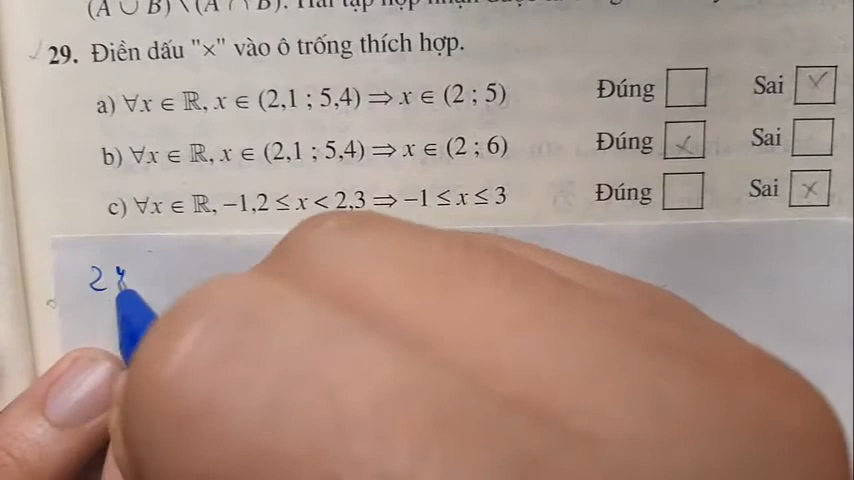 (A ∪ B) \ (A ∩ B).
29. Điền dấu "×" vào ô trống thích hợp.
a) ∀x ∈ ℝ, x ∈ (2,1 ; 5,4) ⇒ x ∈ (2 ; 5) Đúng Sai ×
b) ∀x ∈ ℝ, x ∈ (2,1 ; 5,4) ⇒ x ∈ (2 ; 6) Đúng × Sai
c) ∀x ∈ ℝ, −1,2 ≤ x < 2,3 ⇒ −1 ≤ x ≤ 3 Đúng Sai ×
2